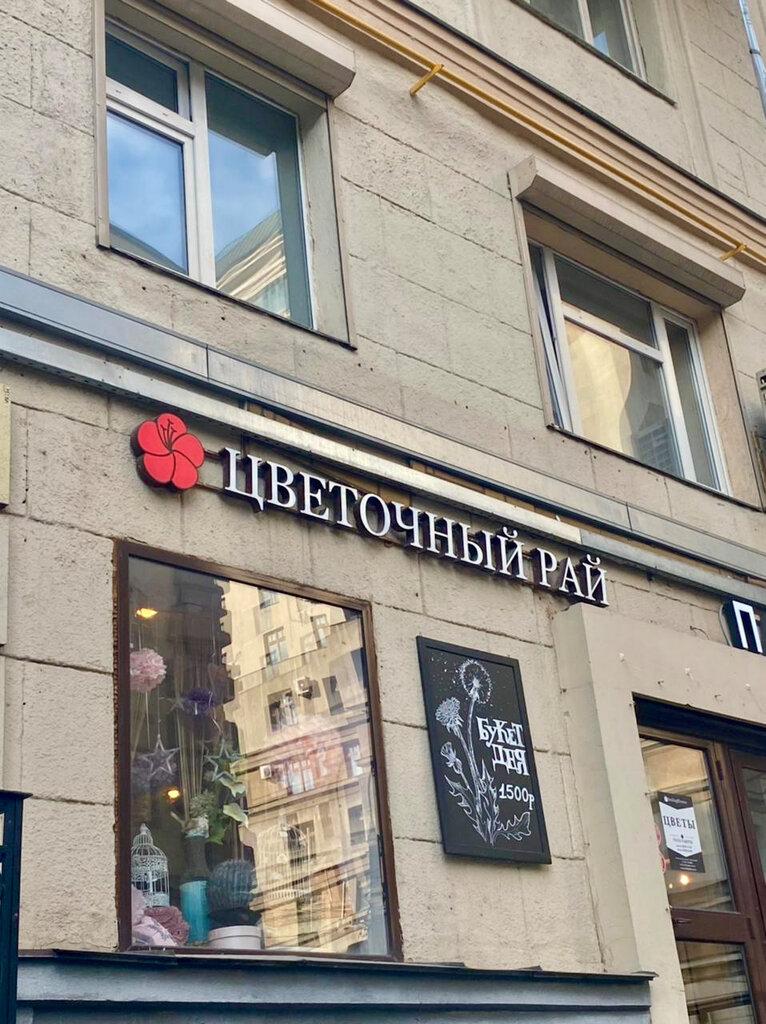 ЦВЕТОЧНЫЙ РАЙ
П
БУКЕТ
ДНЯ
1500р
ЦВЕТЫ